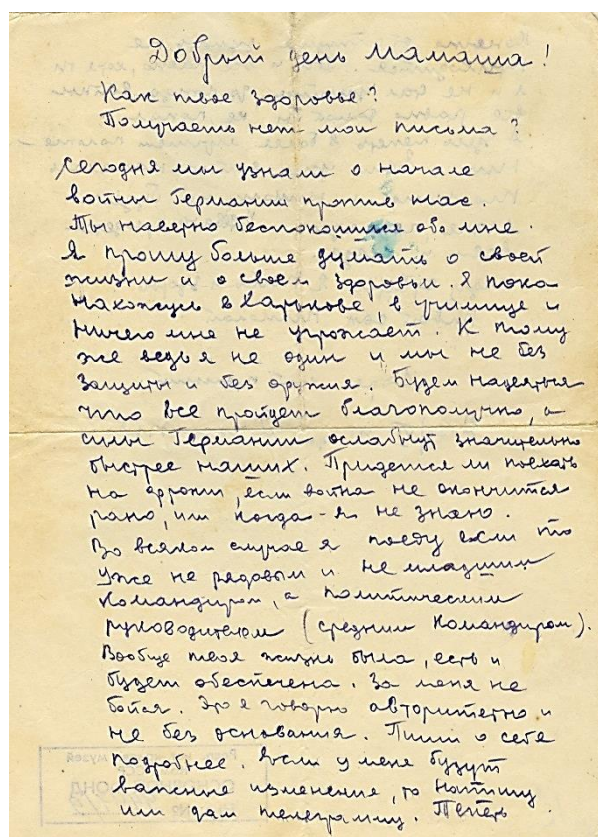 Добрый день Мамаша!
Как твое здоровье?
Получаешь нет мои письма?
Сегодня мы узнали о начале
войны Германии против нас.
Ты наверно беспокоишься обо мне.
Я прошу больше думать о своей
жизни и о своем здоровьи. Я пока
нахожусь в Харькове, в училище и
ничего мне не угрожает. К тому
же ведь я не один и мы не без
защиты и без оружия. Будем надеяться
что все пройдет благополучно, а
силы Германии ослабнут значительно
быстрее наших. Придется ли поехать
на фронт, если война не окончится
рано, или когда - я не знаю.
Во всяком случае я поеду если то
уже не рядовым и не младшим
командиром, а политическим
руководителем (средним командиром).
Вообще твоя жизнь была, есть и
будет обеспечена. За меня не
бойся. Это я говорю авторитетно и
не без основания. Пиши о себе
подробнее. Если у меня будут
важные изменения, то напишу
или дам телеграмму. Теперь